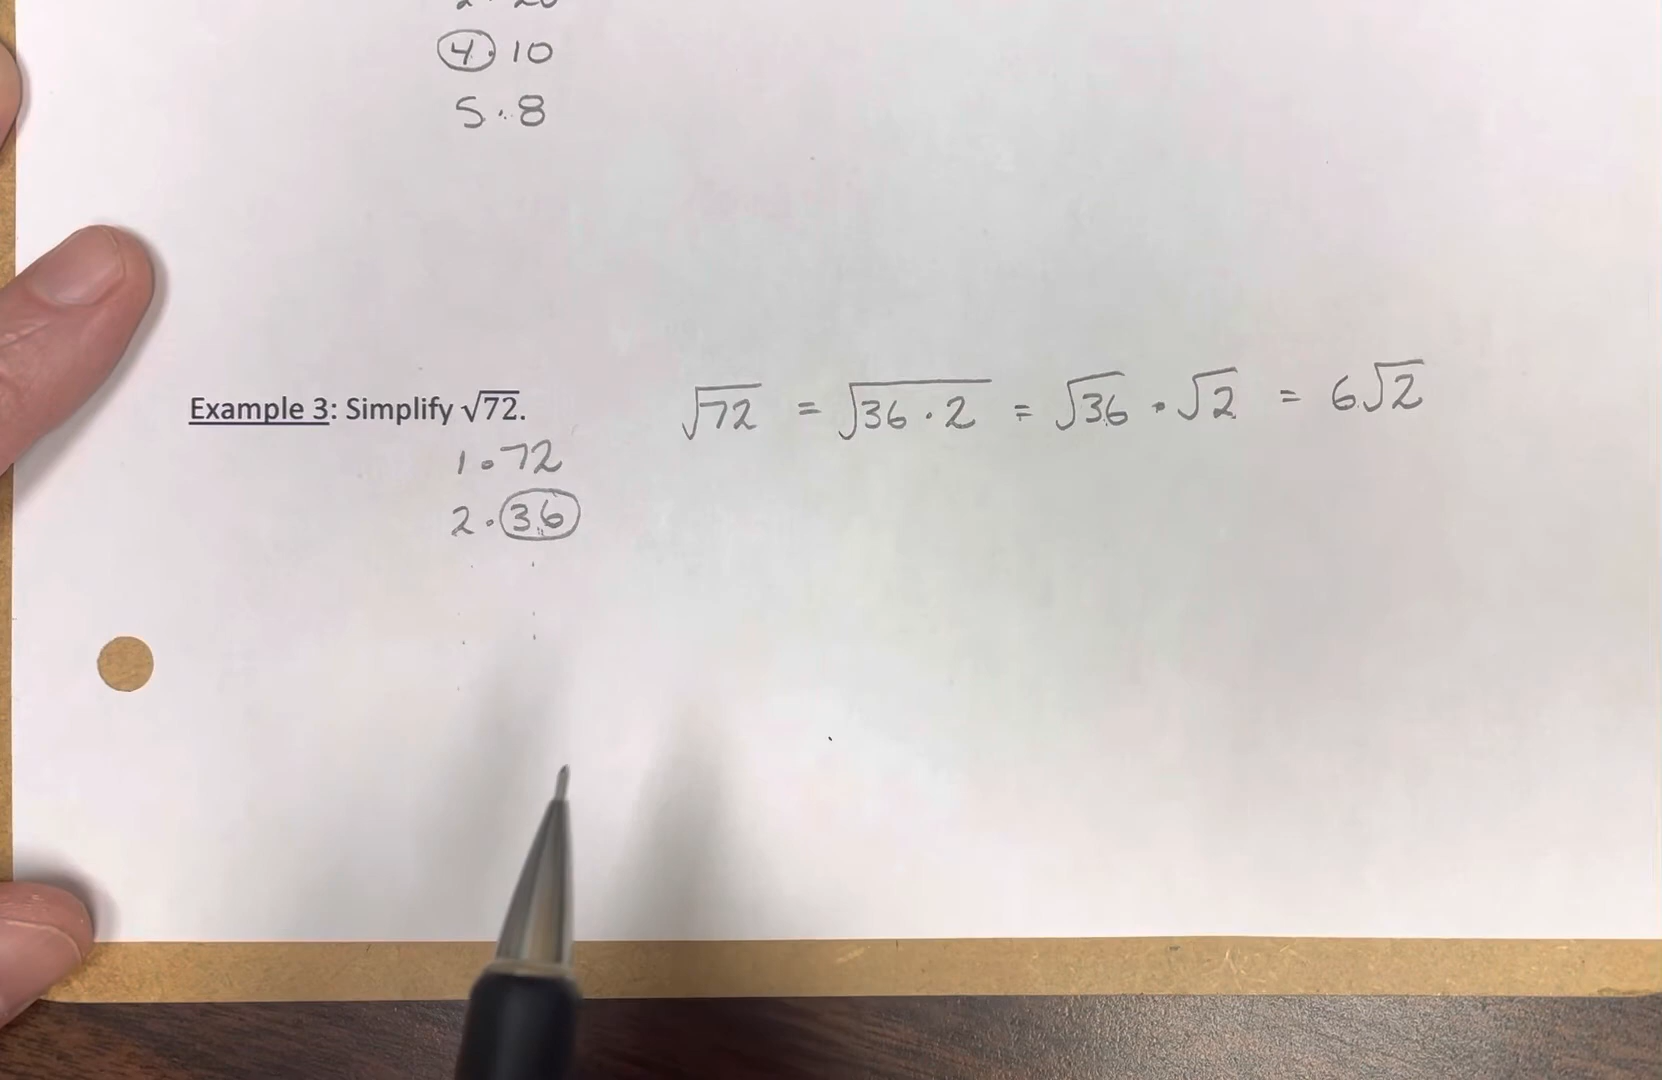 4 · 10
5 · 8
Example 3: Simplify √72.
√72 = √36 · 2 = √36 · √2 = 6√2
1 · 72
2 · 36